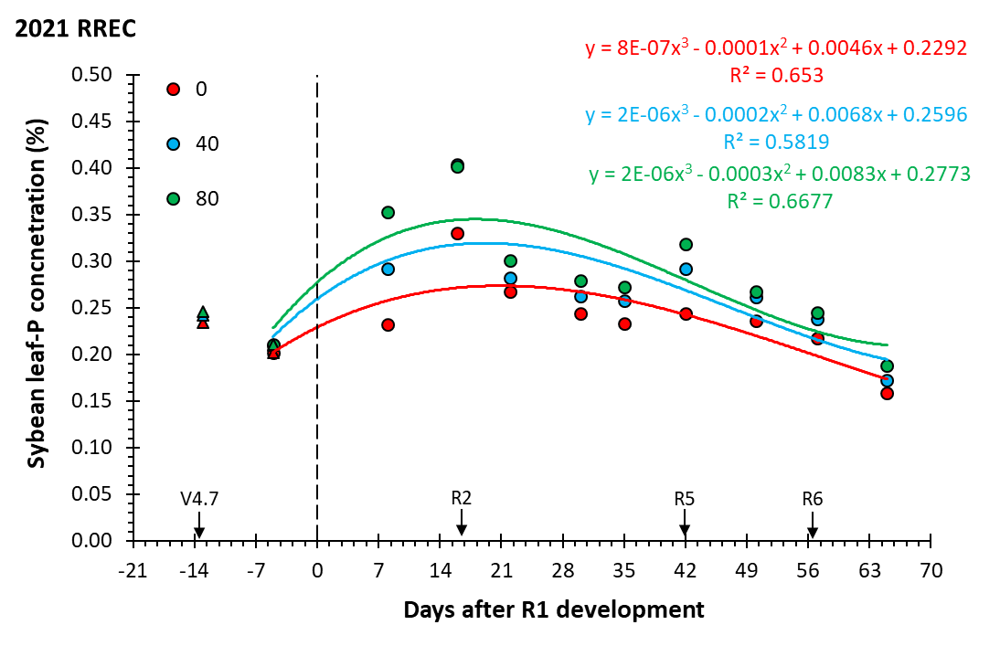 2021 RREC
y = 8E-07x³ - 0.0001x² + 0.0046x + 0.2292
R² = 0.653
y = 2E-06x³ - 0.0002x² + 0.0068x + 0.2596
R² = 0.5819
y = 2E-06x³ - 0.0003x² + 0.0083x + 0.2773
R² = 0.6677
0
40
80
Sybean leaf-P concnetration (%)
0.50
0.45
0.40
0.35
0.30
0.25
0.20
0.15
0.10
0.05
0.00
V4.7
R2
R5
R6
-21 -14 -7 0 7 14 21 28 35 42 49 56 63 70
Days after R1 development